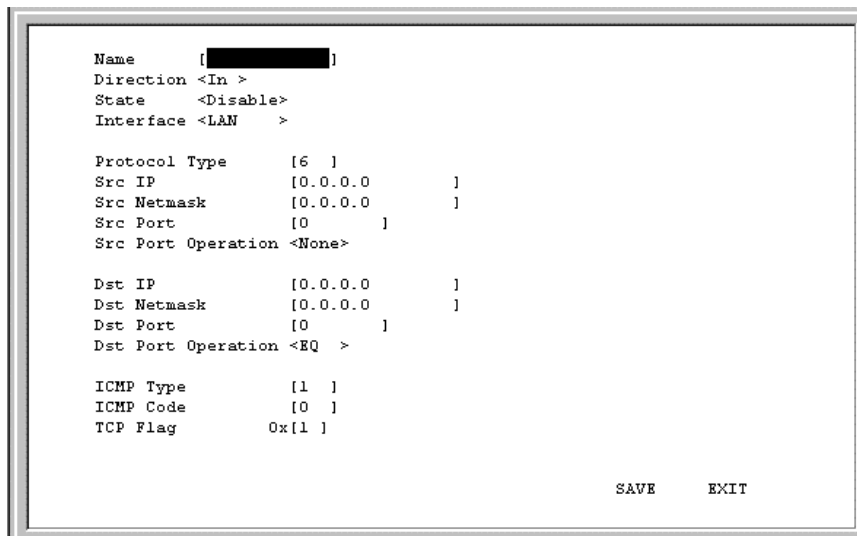 Name [ ]
Direction <In >
State <Disable>
Interface <LAN >
Protocol Type [6 ]
Src IP [0.0.0.0 ]
Src Netmask [0.0.0.0 ]
Src Port [0 ]
Src Port Operation <None>
Dst IP [0.0.0.0 ]
Dst Netmask [0.0.0.0 ]
Dst Port [0 ]
Dst Port Operation <EQ >
ICMP Type [1 ]
ICMP Code [0 ]
TCP Flag 0x[1 ]
SAVE EXIT